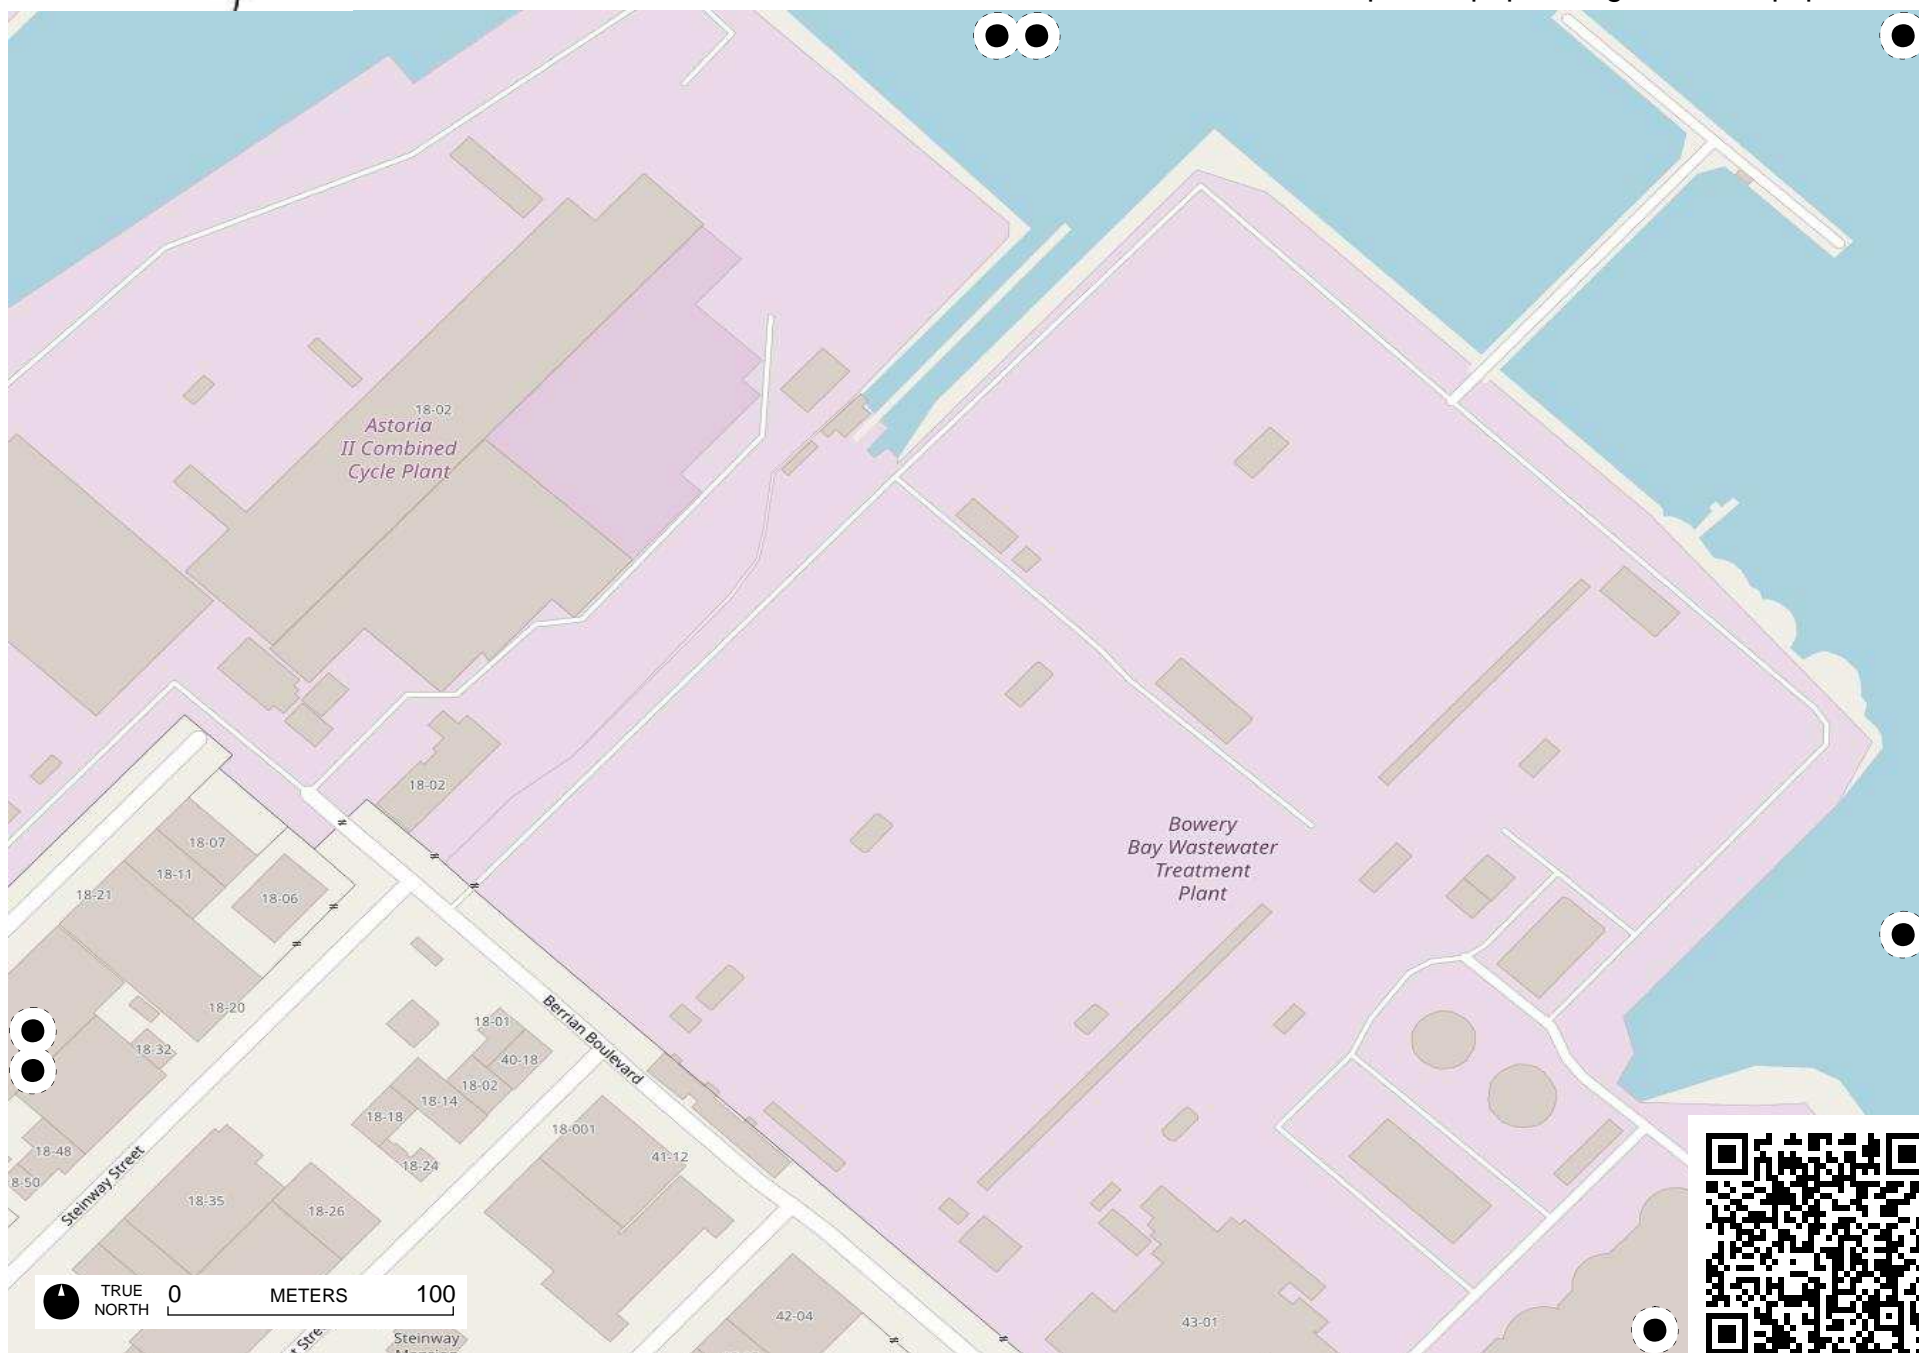 18-02
Astoria
II Combined
Cycle Plant
18-02
18-07
18-11
18-21
18-06
18-20
18-32
18-48
8-50
Steinway Street
18-35
18-26
18-01
40-18
18-02
18-14
18-18
18-24
Berrian Boulevard
18-001
41-12
42-04
43-01
Bowery
Bay Wastewater
Treatment
Plant
TRUE
NORTH
0 METERS 100
Steinway